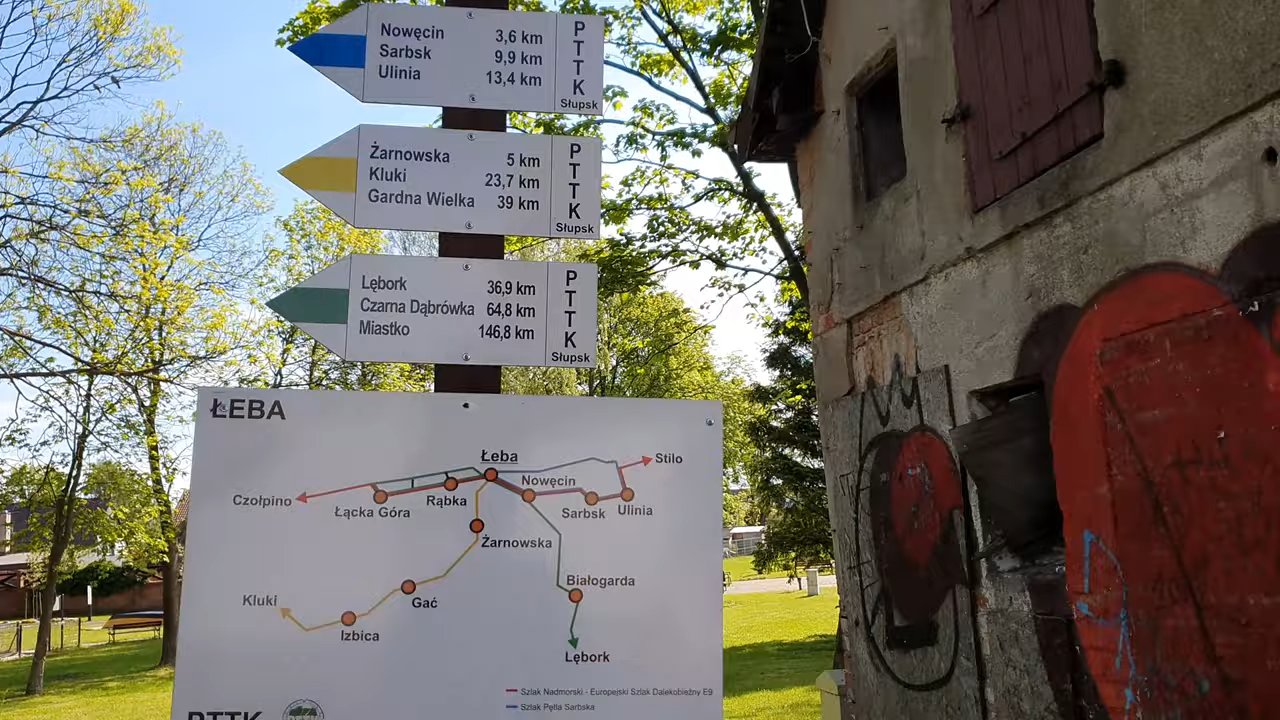 Nowęcin 3,6 km
Sarbsk 9,9 km
Ulinia 13,4 km
PTTK
Słupsk
Żarnowska 5 km
Kluki 23,7 km
Gardna Wielka 39 km
PTTK
Słupsk
Lębork 36,9 km
Czarna Dąbrówka 64,8 km
Miastko 146,8 km
PTTK
Słupsk
ŁEBA
Łeba
Stilo
Czołpino
Łącka Góra
Rąbka
Nowęcin
Sarbsk
Ulinia
Żarnowska
Białogarda
Kluki
Gać
Izbica
Lębork
Szlak Nadmorski - Europejski Szlak Dalekobieżny E9
Szlak Pętla Sarbska
PTTK